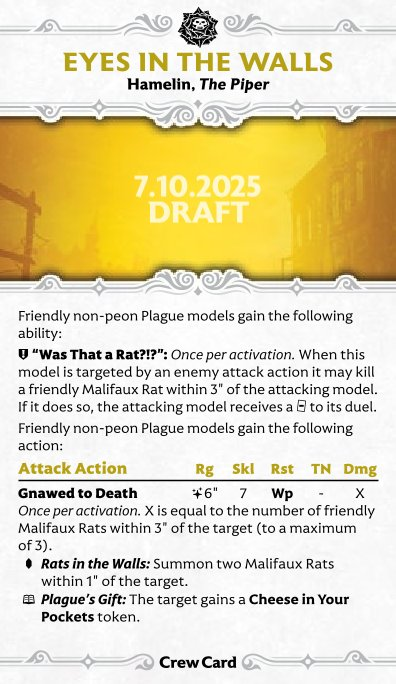 EYES IN THE WALLS
Hamelin, The Piper
7.10.2025
DRAFT
Friendly non-peon Plague models gain the following
ability:
“Was That a Rat?!?”: Once per activation. When this
model is targeted by an enemy attack action it may kill
a friendly Malifaux Rat within 3" of the attacking model.
If it does so, the attacking model receives a to its duel.
Friendly non-peon Plague models gain the following
action:
Attack Action Rg Skl Rst TN Dmg
Gnawed to Death 6" 7 Wp - X
Once per activation. X is equal to the number of friendly
Malifaux Rats within 3" of the target (to a maximum
of 3).
Rats in the Walls: Summon two Malifaux Rats
within 1" of the target.
Plague's Gift: The target gains a Cheese in Your
Pockets token.
Crew Card